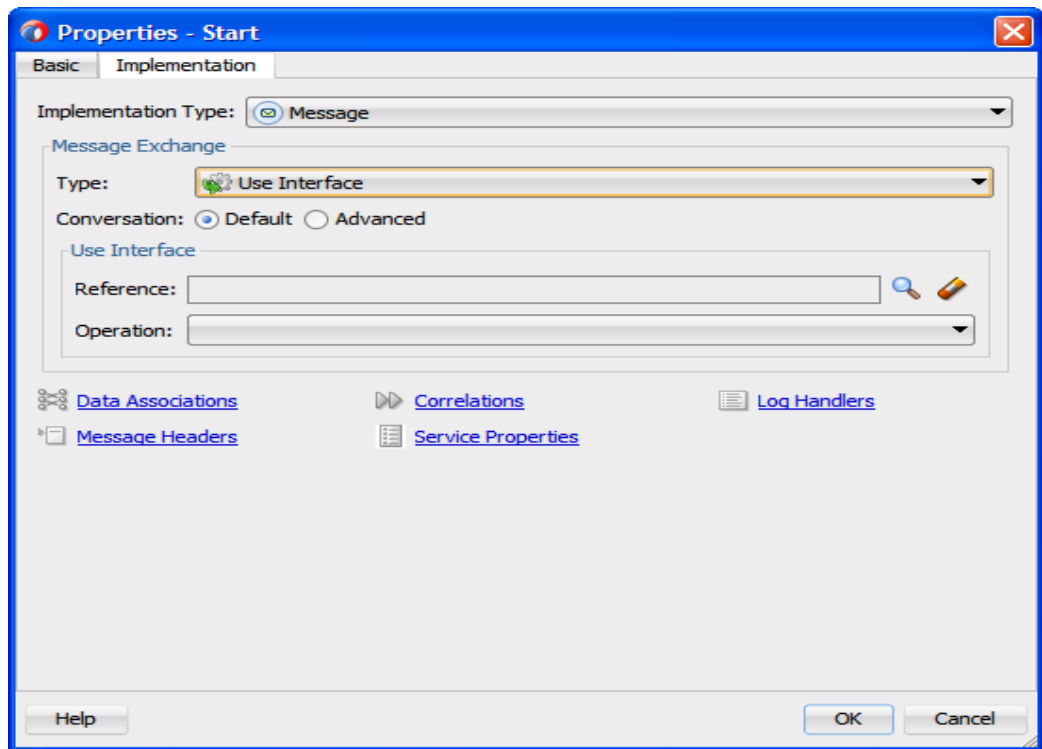 Properties - Start
Basic Implementation
Implementation Type: Message
Message Exchange
Type: Use Interface
Conversation: Default Advanced
Use Interface
Reference:
Operation:
Data Associations Correlations Log Handlers
Message Headers Service Properties
Help OK Cancel